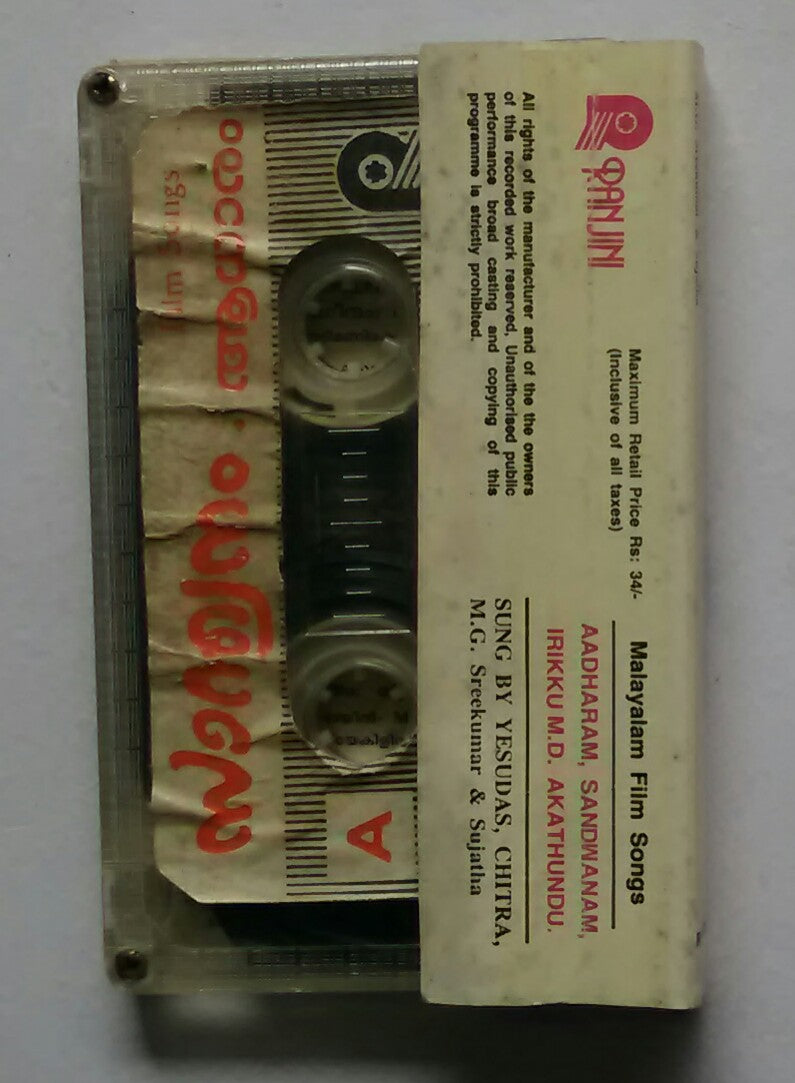 RANJINI
Maximum Retail Price Rs: 34/-
(Inclusive of all taxes)
All rights of the manufacturer and of the the owners
of this recorded work reserved, Unauthorised public
performance broad casting and copying of this
programme is strictly prohibited.
Malayalam Film Songs
AADHARAM, SANDWANAM,
IRIKKU M.D. AKATHUNDU.
SUNG BY YESUDAS, CHITRA,
M.G. Sreekumar & Sujatha
A
Film Songs